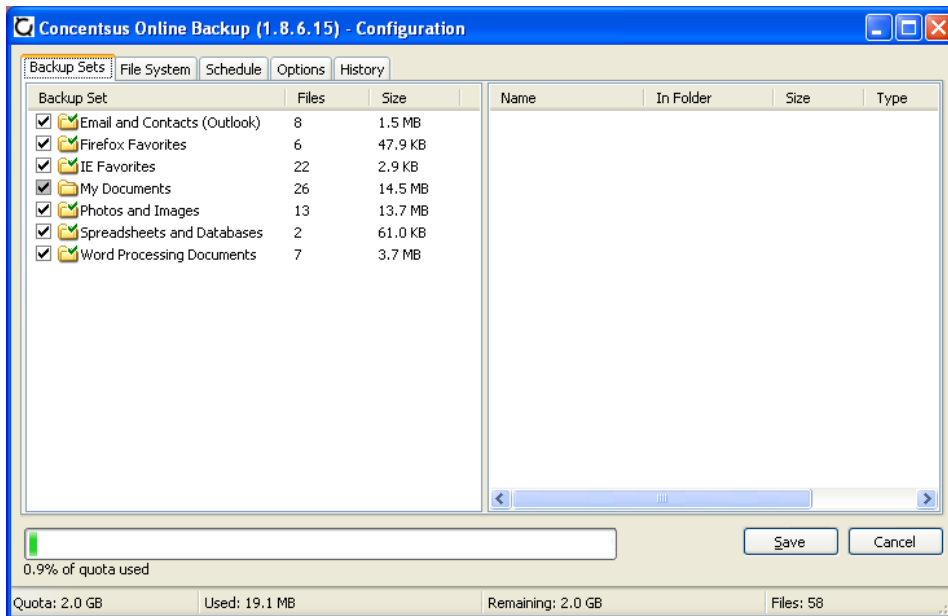 Concentsus Online Backup (1.8.6.15) - Configuration
Backup Sets File System Schedule Options History
Backup Set Files Size Name In Folder Size Type
Email and Contacts (Outlook) 8 1.5 MB
Firefox Favorites 6 47.9 KB
IE Favorites 22 2.9 KB
My Documents 26 14.5 MB
Photos and Images 13 13.7 MB
Spreadsheets and Databases 2 61.0 KB
Word Processing Documents 7 3.7 MB
Save Cancel
0.9% of quota used
Quota: 2.0 GB Used: 19.1 MB Remaining: 2.0 GB Files: 58